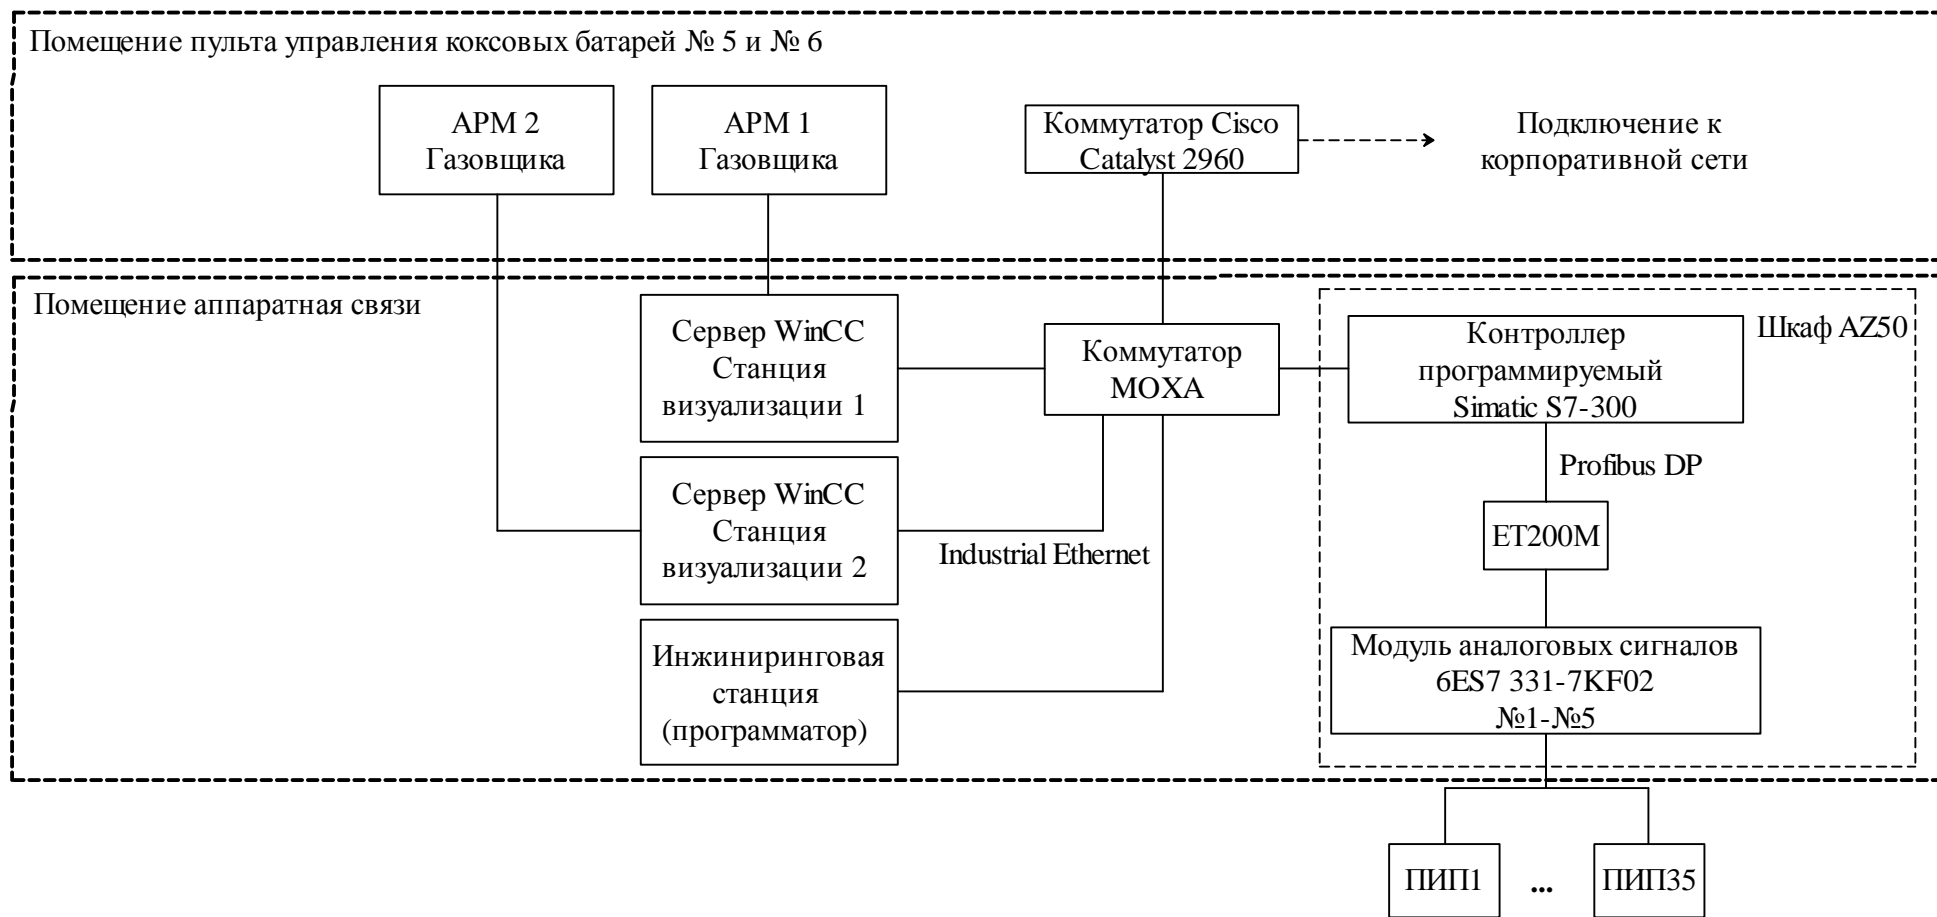 Помещение пульта управления коксовых батарей № 5 и № 6
АРМ 2
Газовщика
АРМ 1
Газовщика
Коммутатор Cisco
Catalyst 2960
Подключение к
корпоративной сети
Помещение аппаратная связи
Сервер WinCC
Станция
визуализации 1
Коммутатор
MOXA
Контроллер
программируемый
Simatic S7-300
Шкаф AZ50
Profibus DP
Сервер WinCC
Станция
визуализации 2
Industrial Ethernet
ET200M
Инжиниринговая
станция
(программатор)
Модуль аналоговых сигналов
6ES7 331-7KF02
№1-№5
ПИП1
...
ПИП35